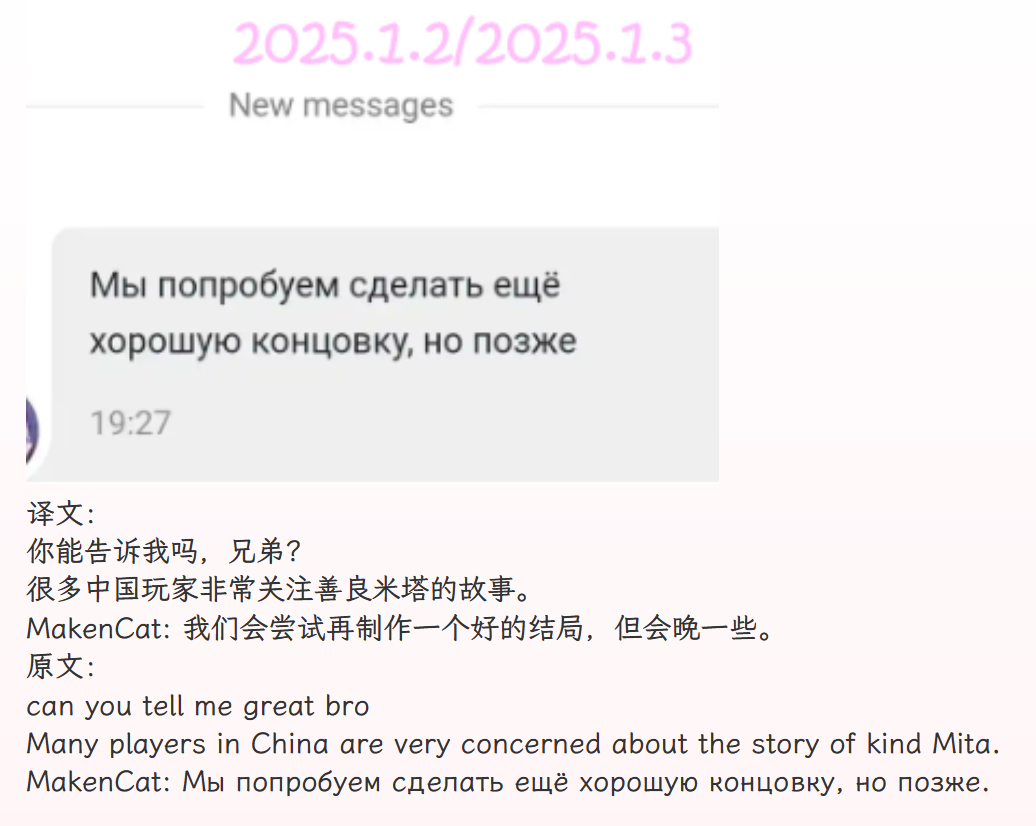 2025.1.2/2025.1.3
New messages
Мы попробуем сделать ещё
хорошую концовку, но позже
19:27
译文：
你能告诉我吗，兄弟？
很多中国玩家非常关注善良米塔的故事。
MakenCat: 我们会尝试再制作一个好的结局，但会晚一些。
原文：
can you tell me great bro
Many players in China are very concerned about the story of kind Mita.
MakenCat: Мы попробуем сделать ещё хорошую концовку, но позже.